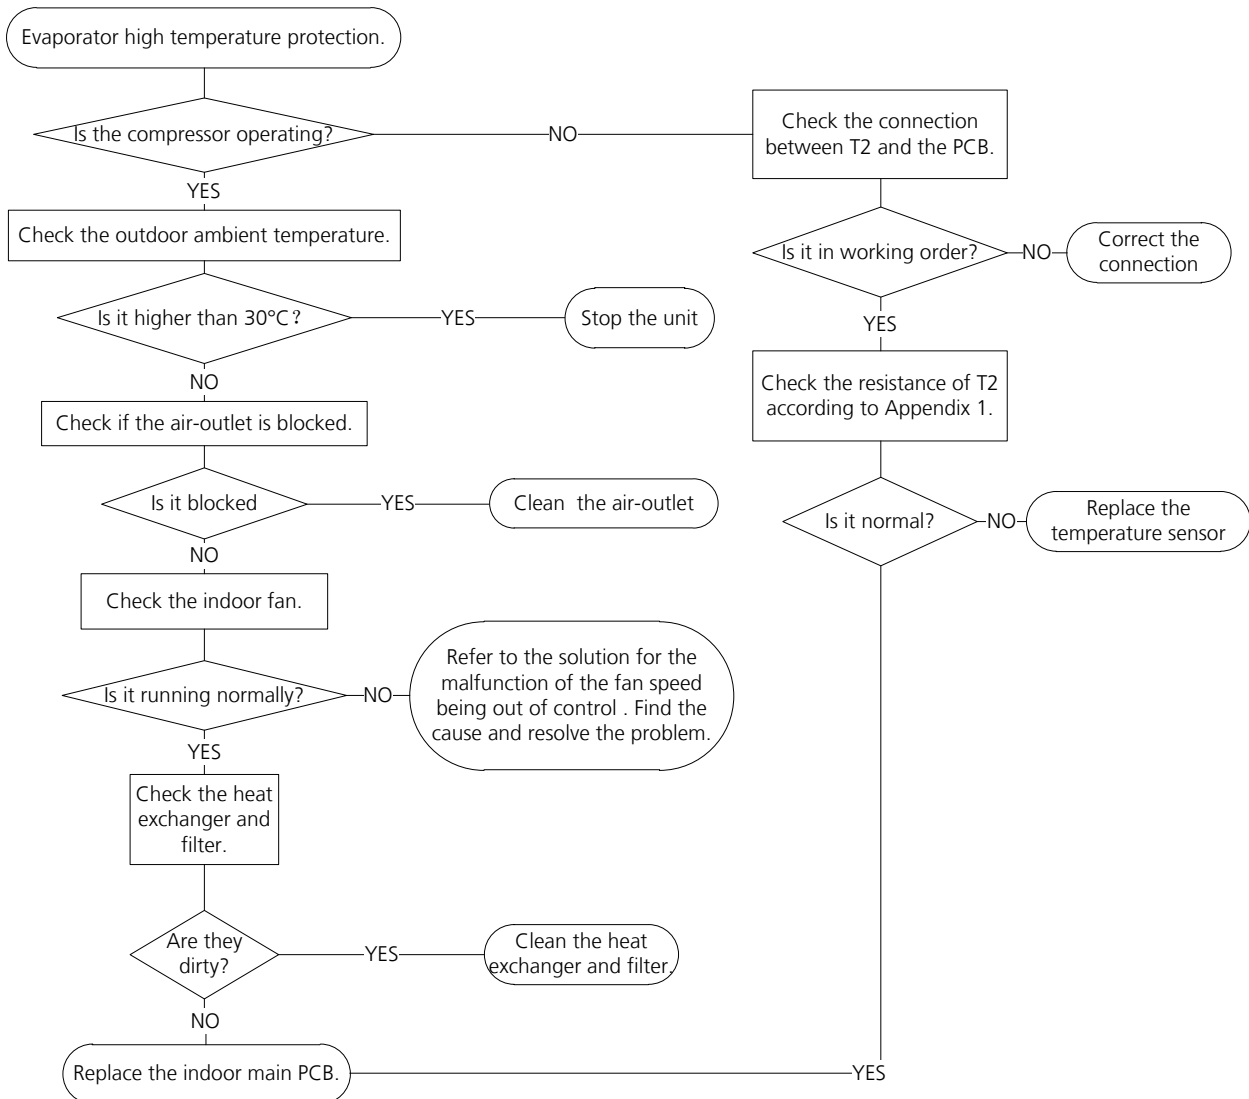 Evaporator high temperature protection.
Is the compressor operating?
NO
Check the connection
between T2 and the PCB.
YES
Check the outdoor ambient temperature.
Is it in working order?
NO
Correct the
connection
Is it higher than 30°C?
YES
Stop the unit
YES
NO
Check the resistance of T2
according to Appendix 1.
Check if the air-outlet is blocked.
Is it blocked
YES
Clean the air-outlet
Is it normal?
NO
Replace the
temperature sensor
NO
Check the indoor fan.
Is it running normally?
NO
Refer to the solution for the
malfunction of the fan speed
being out of control . Find the
cause and resolve the problem.
YES
Check the heat
exchanger and
filter.
Are they
dirty?
YES
Clean the heat
exchanger and filter.
NO
Replace the indoor main PCB.
YES